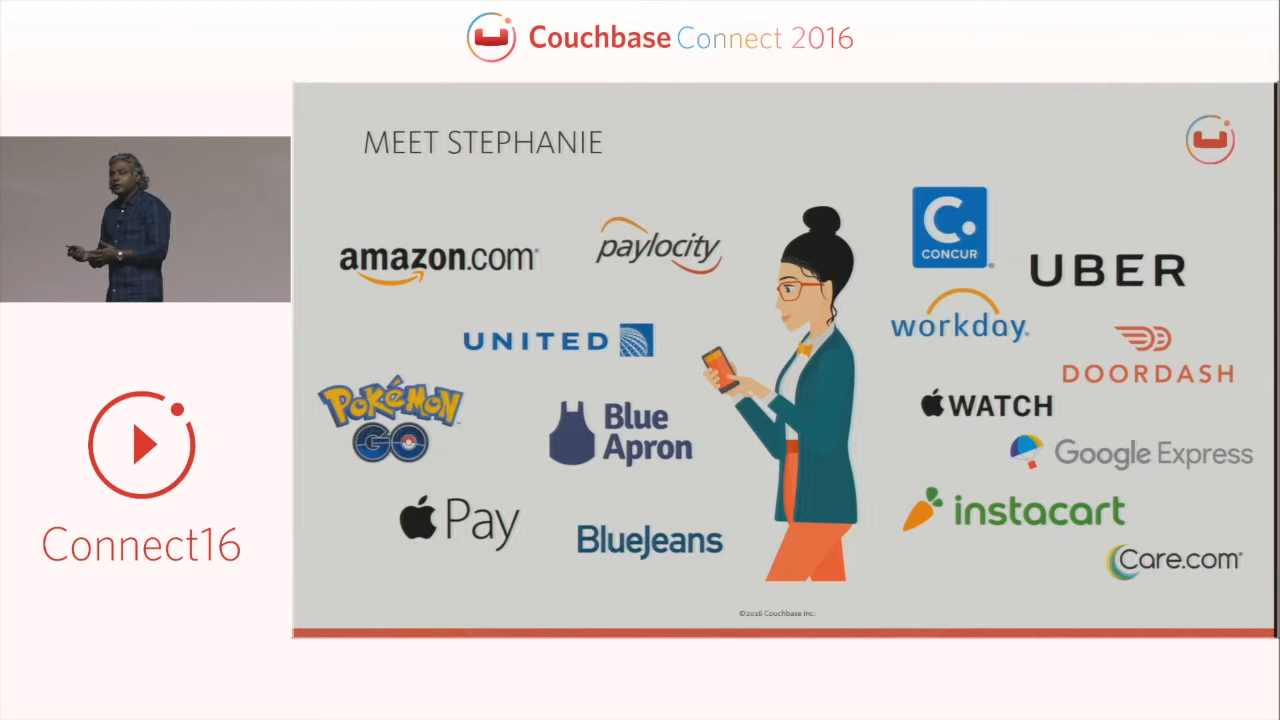 Couchbase Connect 2016
MEET STEPHANIE
amazon.com
paylocity
CONCUR
UBER
UNITED
workday.
DOORDASH
POKÉMON
GO
Blue
Apron
WATCH
Google Express
Pay
BlueJeans
instacart
Care.com
Connect16
©2016 Couchbase Inc.